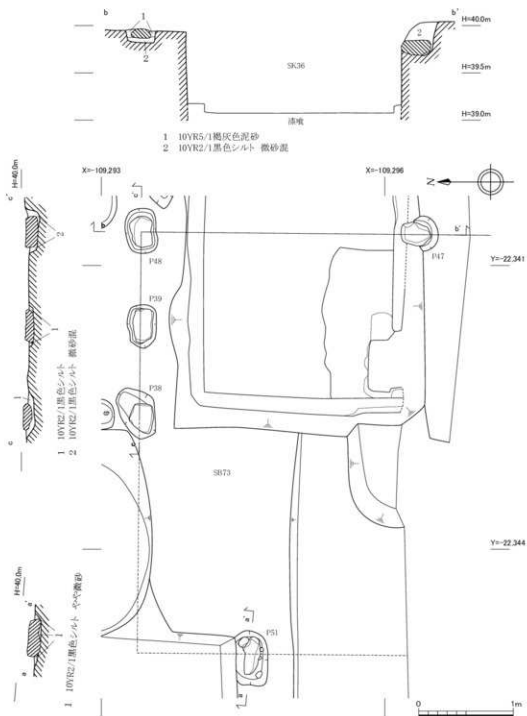 b
1
b'
H=40.0m
2
2
SK36
H=39.5m
漆喰
H=39.0m
1 10YR5/1褐灰色泥砂
2 10YR2/1黒色シルト 微砂混
X=-109.293
X=-109.296
N
H=40.0m
c'
c'
b
b'
P48
P47
Y=-22.341
2
P39
1
P38
1
c
c
1 10YR2/1黒色シルト
2 10YR2/1黒色シルト 微砂混
SB73
Y=-22.344
H=40.0m
a'
1
a
1 10YR2/1黒色シルト やや微砂
a'
P51
a
0
1m